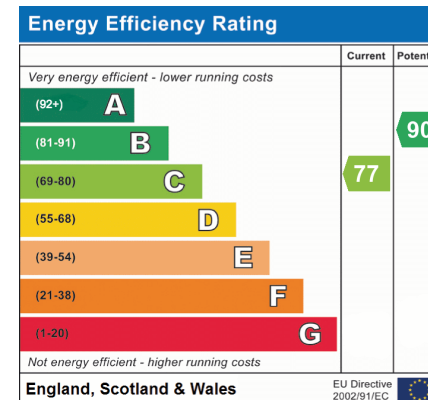 Energy Efficiency Rating
Current Potent
Very energy efficient - lower running costs
(92+) A
(81-91) B
90
(69-80) C
77
(55-68) D
(39-54) E
(21-38) F
(1-20) G
Not energy efficient - higher running costs
England, Scotland & Wales
EU Directive
2002/91/EC